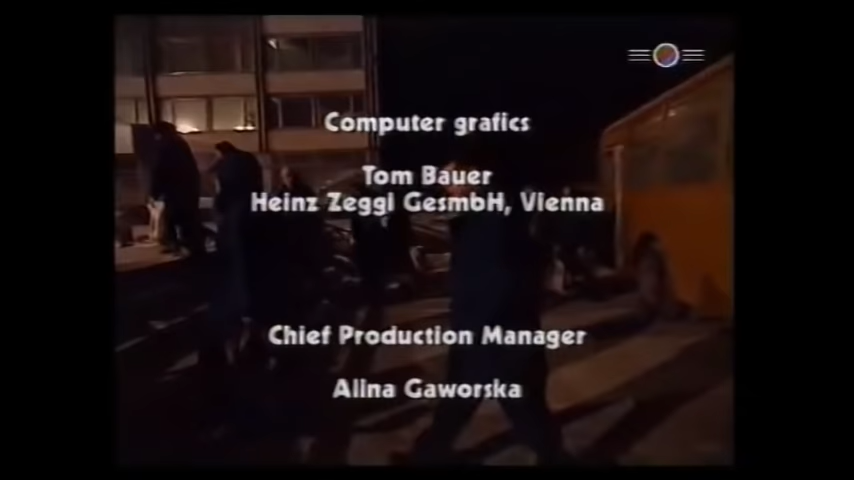 Computer grafics
Tom Bauer
Heinz Zeggl GesmbH, Vienna
Chief Production Manager
Alina Gaworska